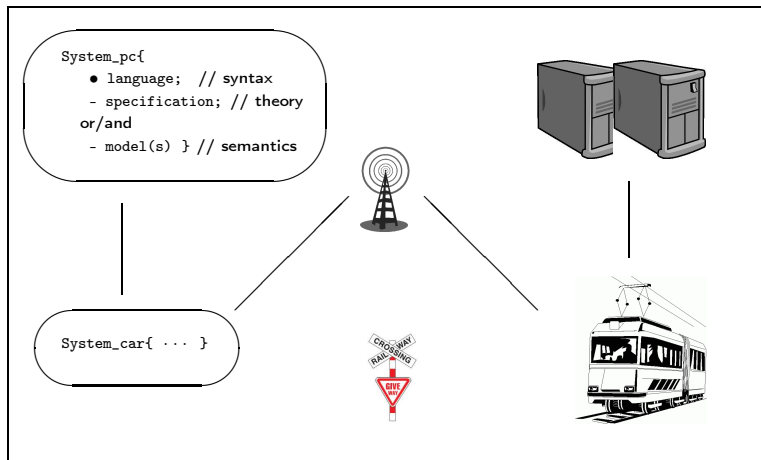 System_pc{
● language; // syntax
- specification; // theory
or/and
- model(s) } // semantics
System_car{ ··· }
CROSSING
RAILWAY
GIVE
WAY